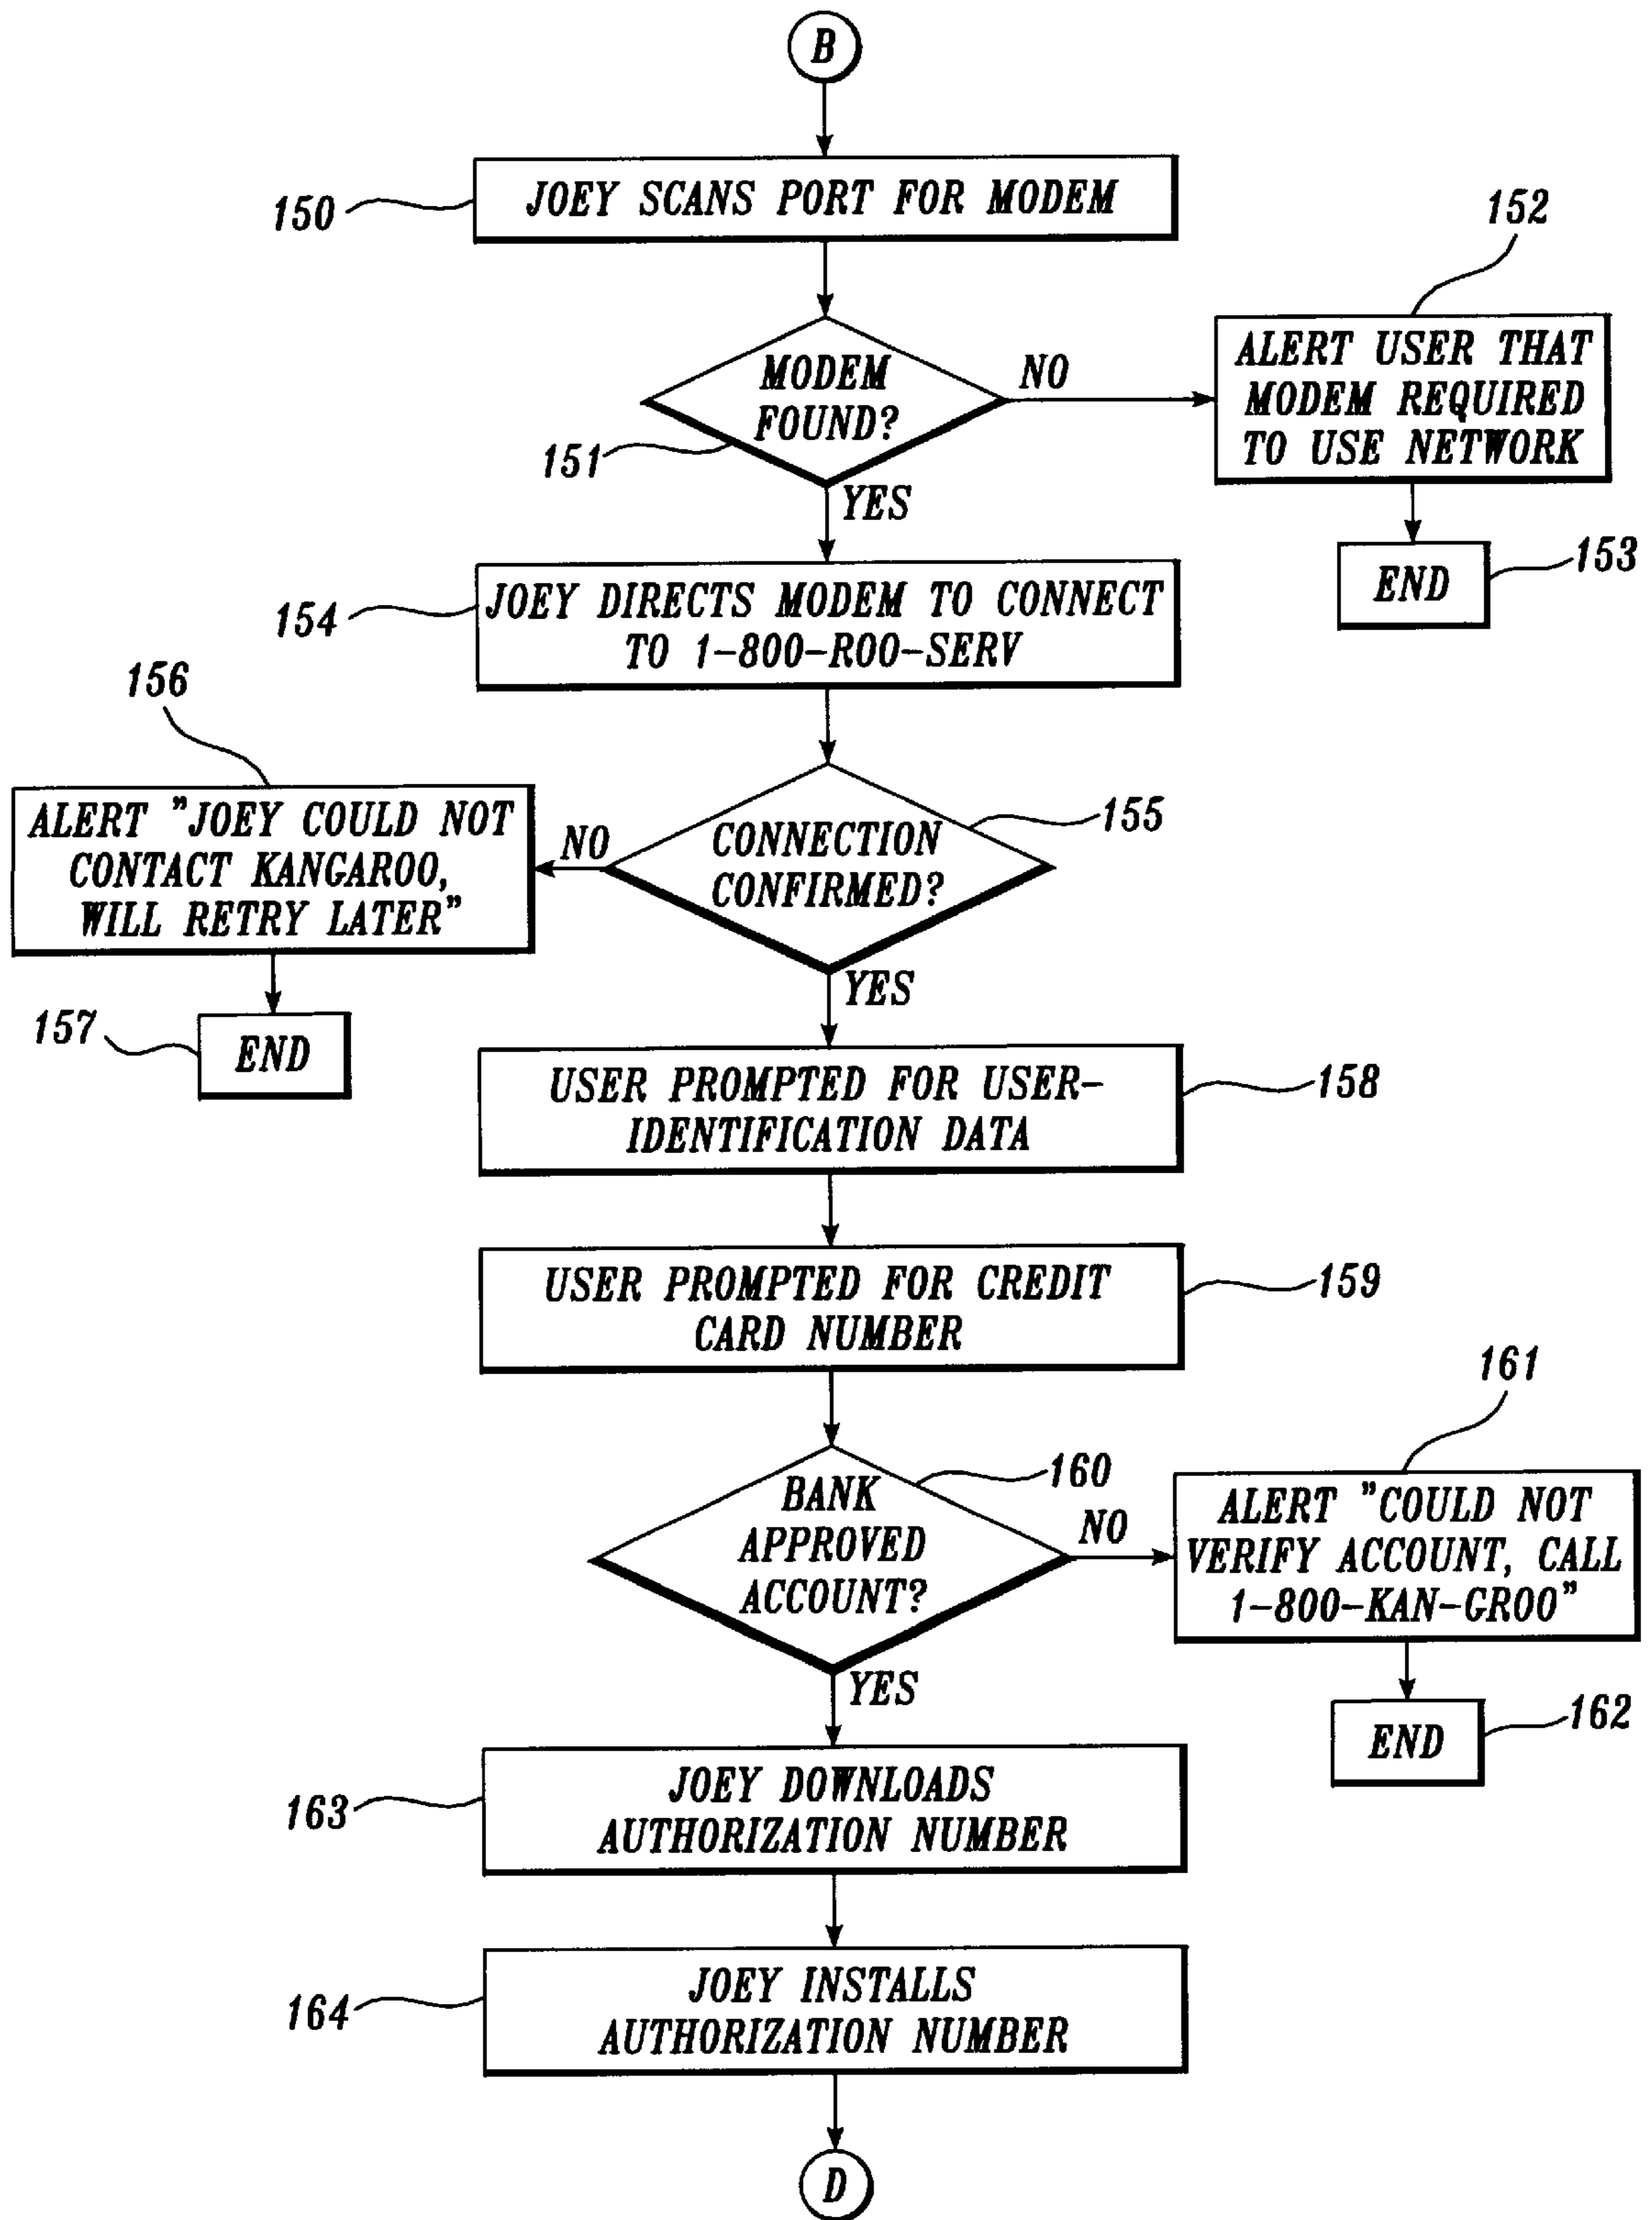 B
150
JOEY SCANS PORT FOR MODEM
152
MODEM
FOUND?
151
NO
ALERT USER THAT
MODEM REQUIRED
TO USE NETWORK
YES
END
153
154
JOEY DIRECTS MODEM TO CONNECT
TO 1-800-ROO-SERV
156
ALERT "JOEY COULD NOT
CONTACT KANGAROO,
WILL RETRY LATER"
NO
CONNECTION
CONFIRMED?
155
YES
157
END
USER PROMPTED FOR USER-
IDENTIFICATION DATA
158
USER PROMPTED FOR CREDIT
CARD NUMBER
159
161
BANK
APPROVED
ACCOUNT?
160
NO
ALERT "COULD NOT
VERIFY ACCOUNT, CALL
1-800-KAN-GROO"
YES
END
162
163
JOEY DOWNLOADS
AUTHORIZATION NUMBER
164
JOEY INSTALLS
AUTHORIZATION NUMBER
D